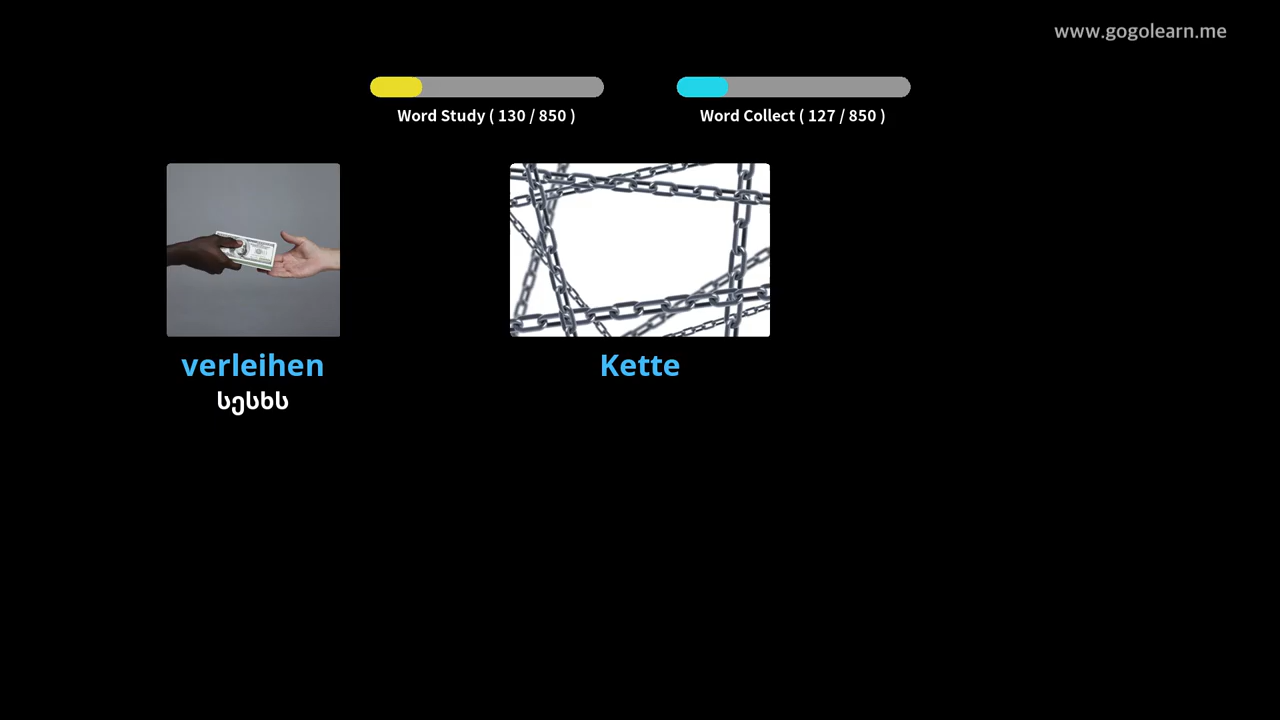 www.gogolearn.me
Word Study ( 130 / 850 )
Word Collect ( 127 / 850 )
verleihen
სესხს
Kette